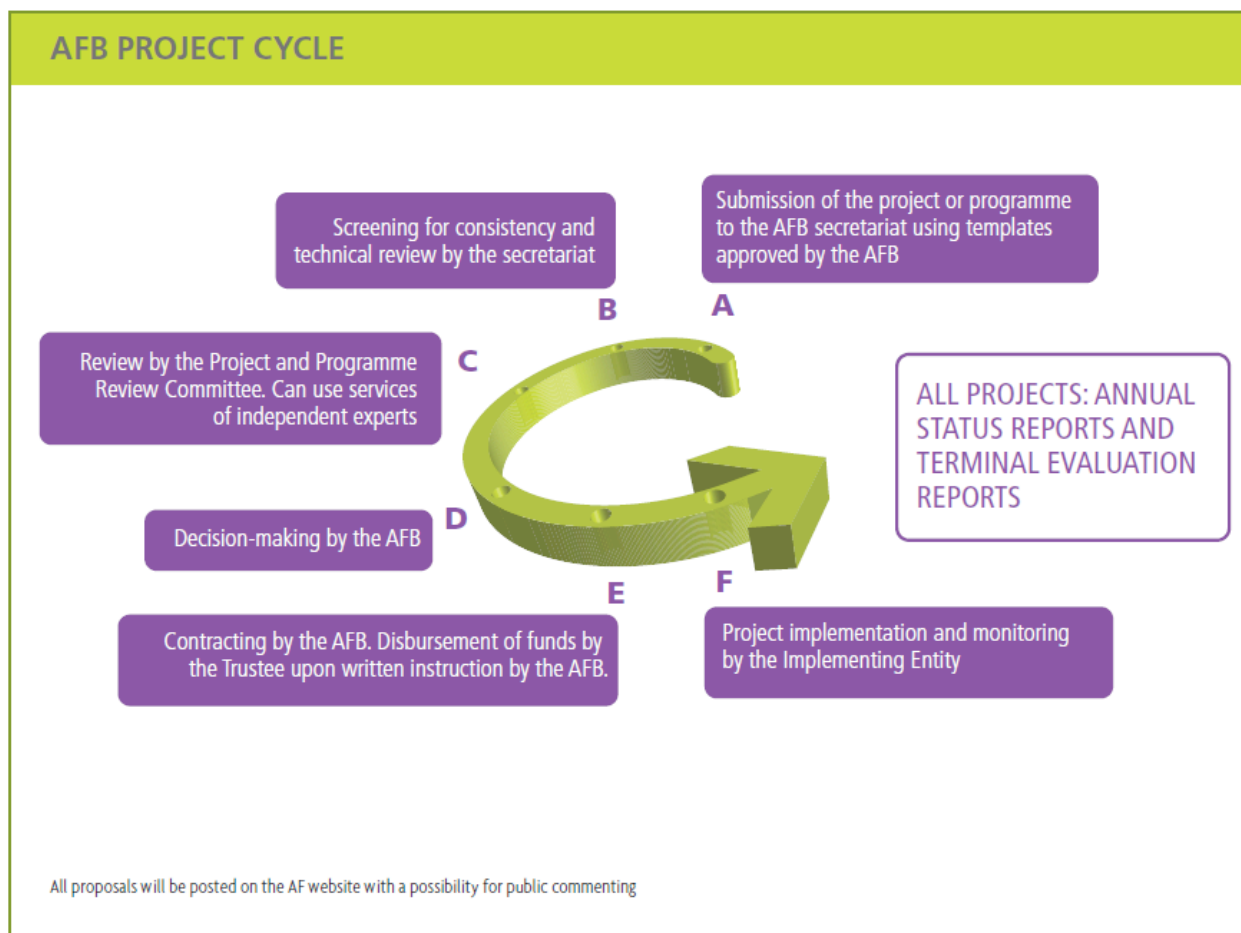 AFB PROJECT CYCLE
Submission of the project or programme
to the AFB secretariat using templates
approved by the AFB
A
Screening for consistency and
technical review by the secretariat
B
Review by the Project and Programme
Review Committee. Can use services
of independent experts
C
Decision-making by the AFB
D
Contracting by the AFB. Disbursement of funds by
the Trustee upon written instruction by the AFB.
E
F
Project implementation and monitoring
by the Implementing Entity
ALL PROJECTS: ANNUAL
STATUS REPORTS AND
TERMINAL EVALUATION
REPORTS
All proposals will be posted on the AF website with a possibility for public commenting